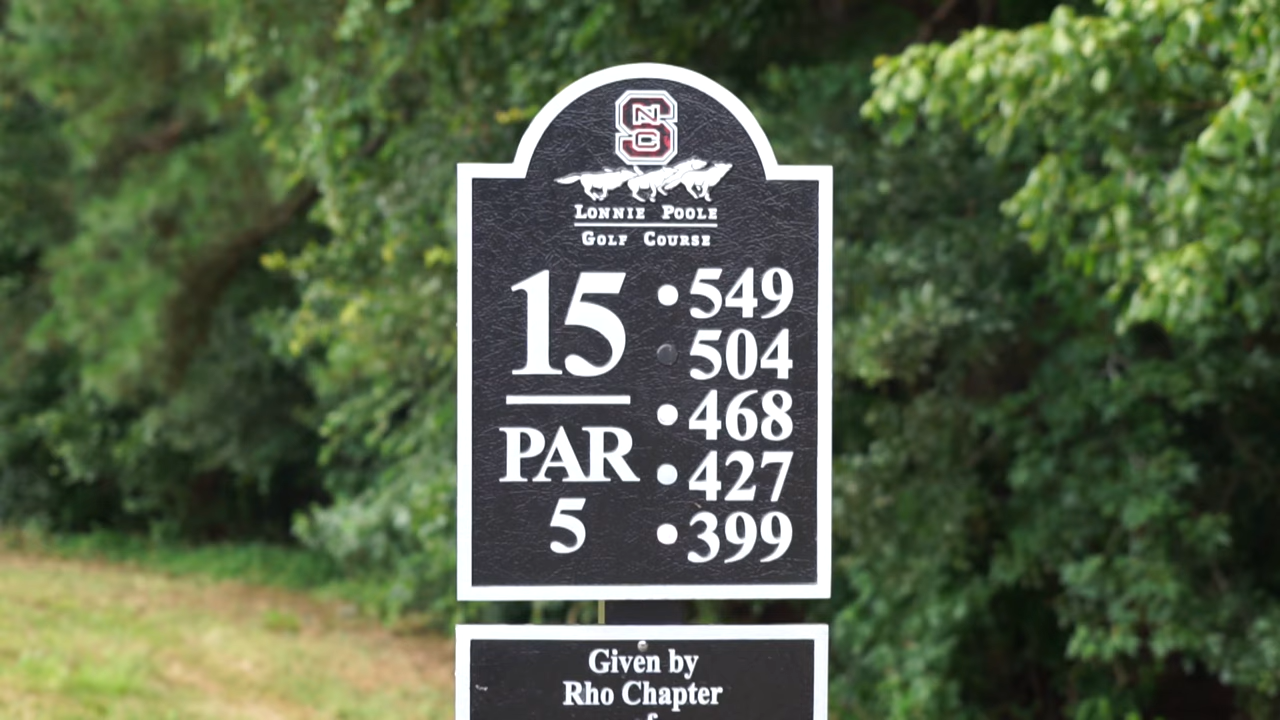 NCS
LONNIE POOLE
GOLF COURSE
15
PAR
5
549
504
468
427
399
Given by
Rho Chapter